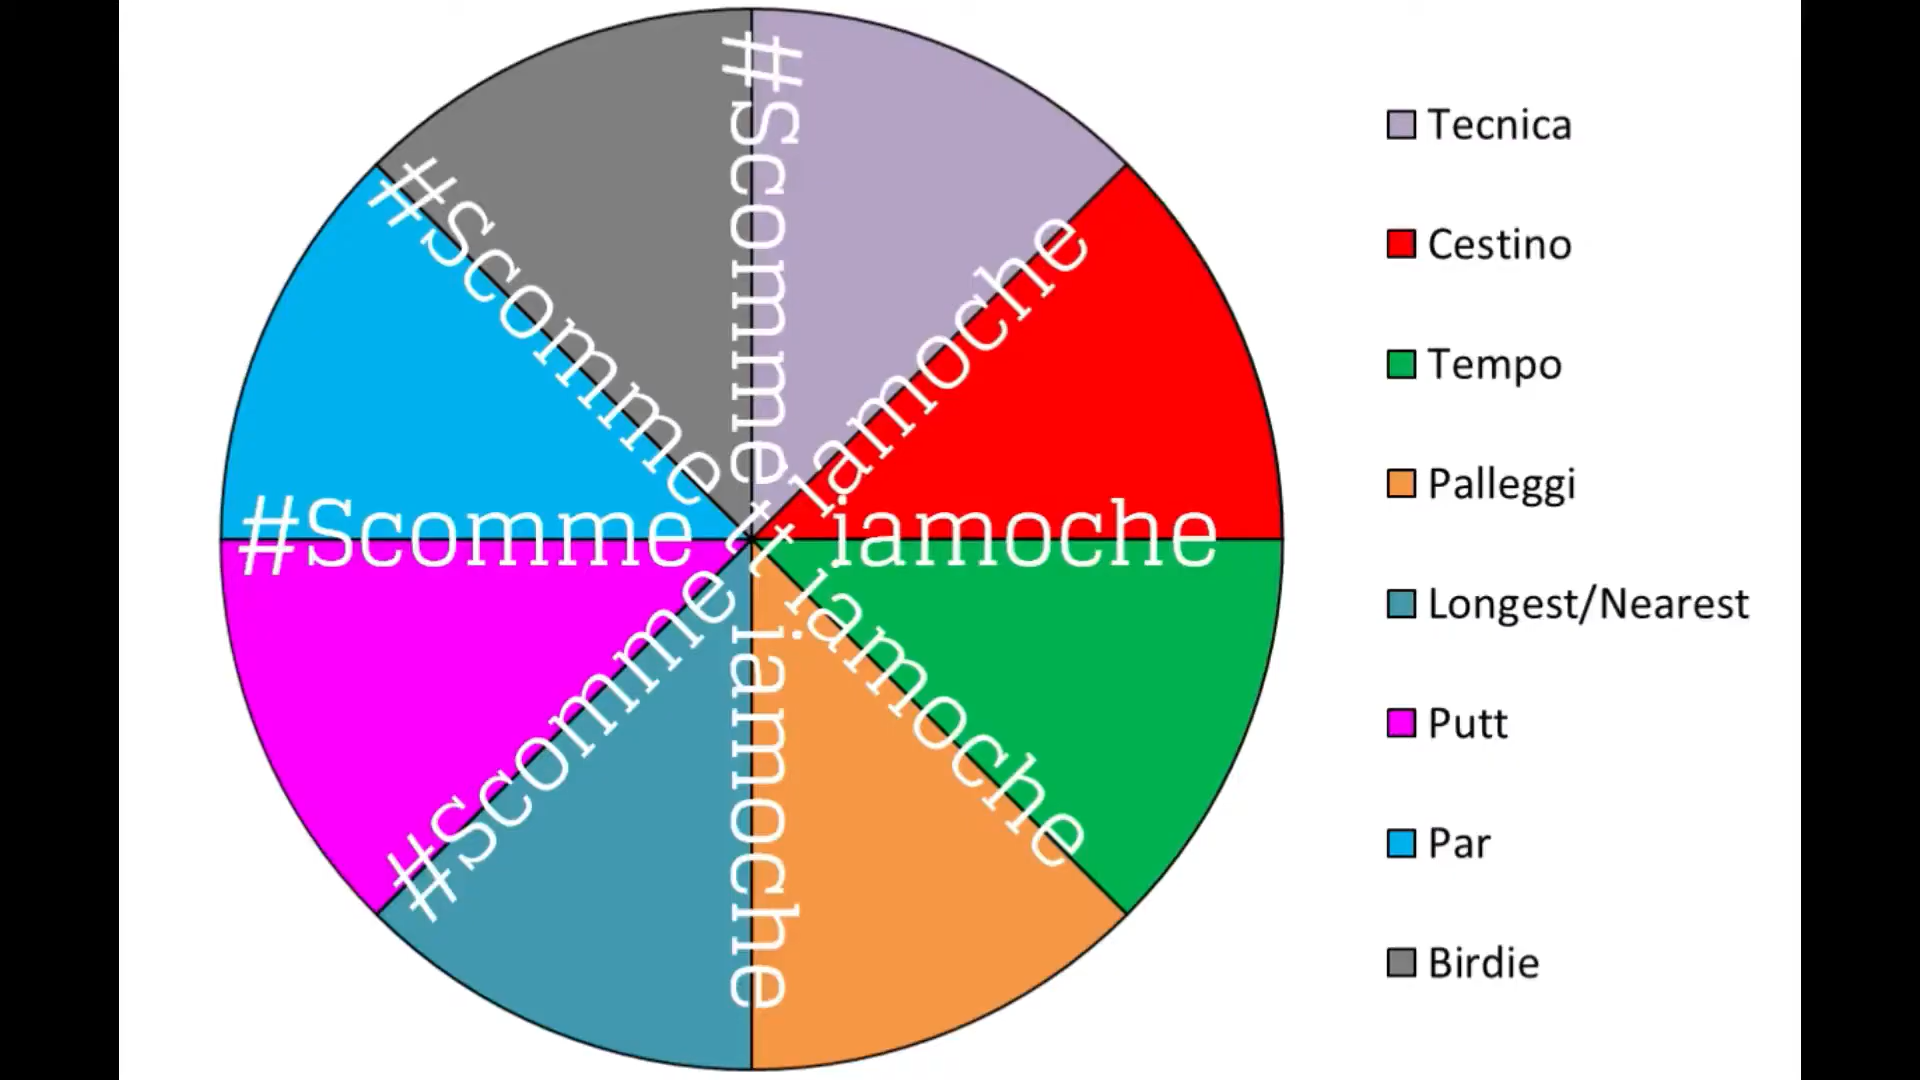 #Scommettiamoche
#Scommettiamoche
#Scommettiamoche
#Scommettiamoche
Tecnica
Cestino
Tempo
Palleggi
Longest/Nearest
Putt
Par
Birdie